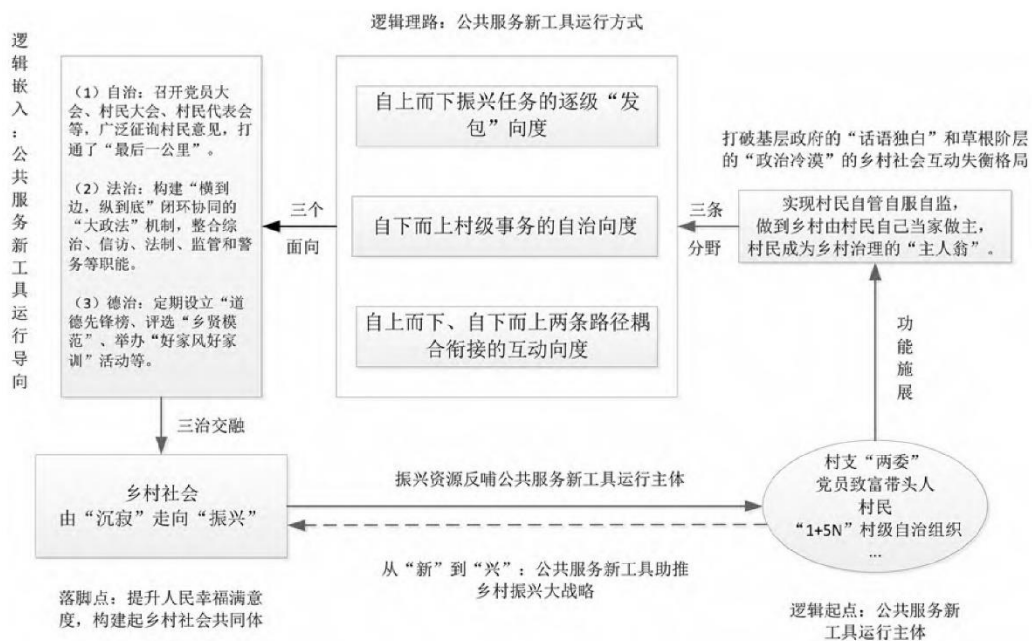 逻辑理路：公共服务新工具运行方式
逻辑嵌入：公共服务新工具运行导向
（1）自治：召开党员大
会、村民大会、村民代表会
等，广泛征询村民意见，打
通了“最后一公里”。
（2）法治：构建“横到
边，纵到底”闭环协同的
“大政法”机制，整合综
治、信访、法制、监管和警
务等职能。
（3）德治：定期设立“道
德先锋榜、评选“乡贤模
范”、举办“好家风好家
训”活动等。
三个
面向
自上而下振兴任务的逐级“发
包”向度
自下而上村级事务的自治向度
自上而下、自下而上两条路径耦
合衔接的互动向度
三条
分野
打破基层政府的“话语独白”和草根阶层
的“政治冷漠”的乡村社会互动失衡格局
实现村民自管自服自监，
做到乡村由村民自己当家做主，
村民成为乡村治理的“主人翁”。
功能施展
三治交融
乡村社会
由“沉寂”走向“振兴”
振兴资源反哺公共服务新工具运行主体
村支“两委”
党员致富带头人
村民
“1+5N”村级自治组织
...
从“新”到“兴”：公共服务新工具助推
乡村振兴大战略
落脚点：提升人民幸福满意
度，构建起乡村社会共同体
逻辑起点：公共服务新
工具运行主体